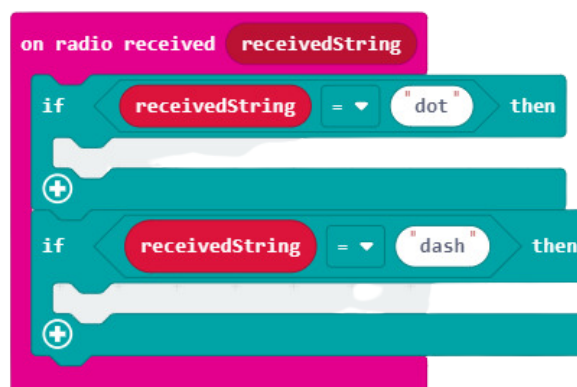 on radio received receivedString
if receivedString = "dot" then
if receivedString = "dash" then